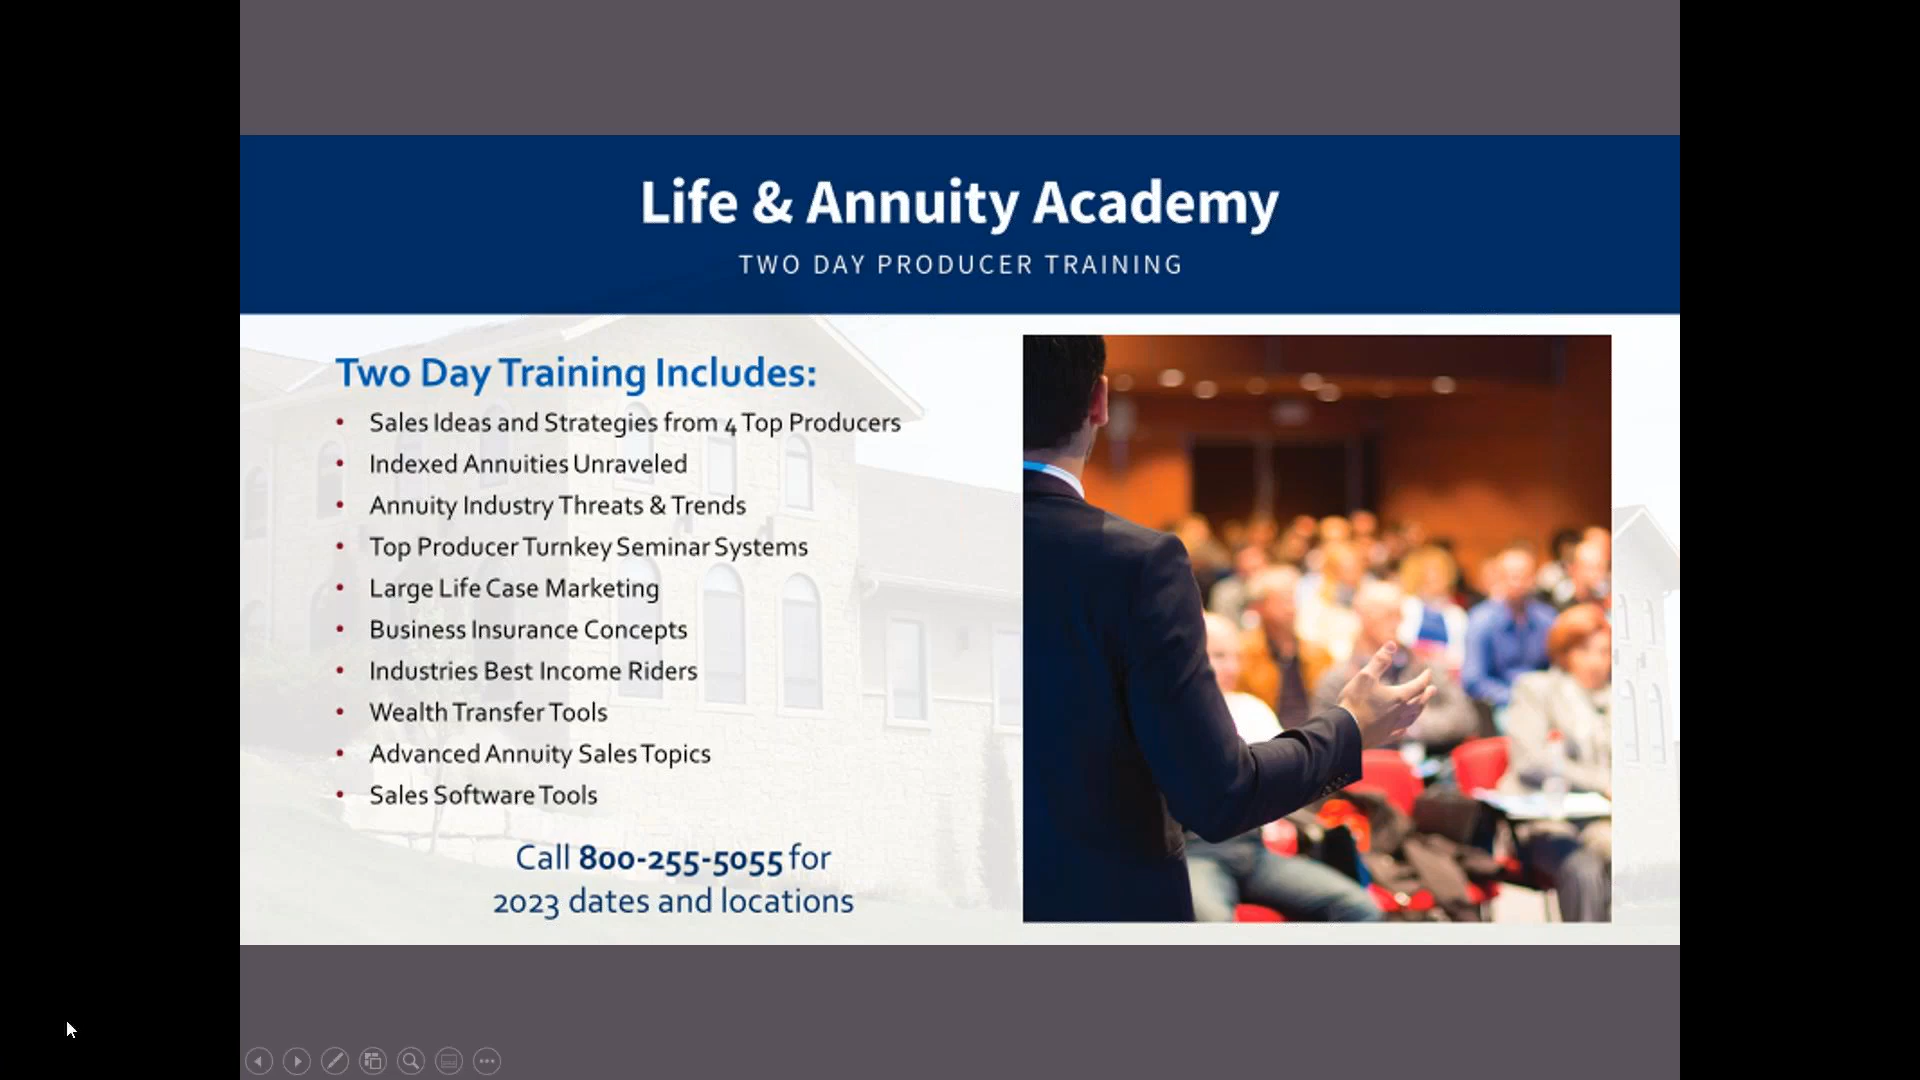 Life & Annuity Academy
TWO DAY PRODUCER TRAINING
Two Day Training Includes:
• Sales Ideas and Strategies from 4 Top Producers
• Indexed Annuities Unraveled
• Annuity Industry Threats & Trends
• Top Producer Turnkey Seminar Systems
• Large Life Case Marketing
• Business Insurance Concepts
• Industries Best Income Riders
• Wealth Transfer Tools
• Advanced Annuity Sales Topics
• Sales Software Tools
Call 800-255-5055 for
2023 dates and locations